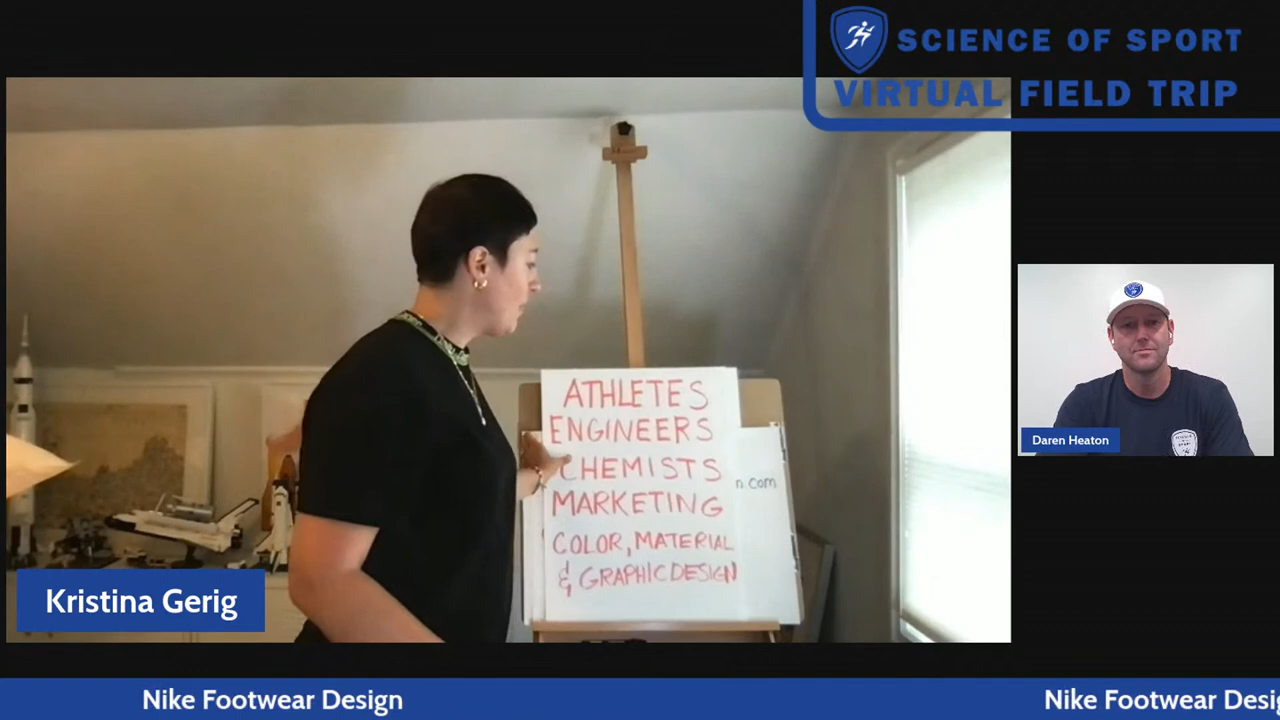 SCIENCE OF SPORT
VIRTUAL FIELD TRIP
ATHLETES
ENGINEERS
CHEMISTS
MARKETING
COLOR, MATERIAL
& GRAPHIC DESIGN
n.com
Daren Heaton
Kristina Gerig
Nike Footwear Design
Nike Footwear Desig